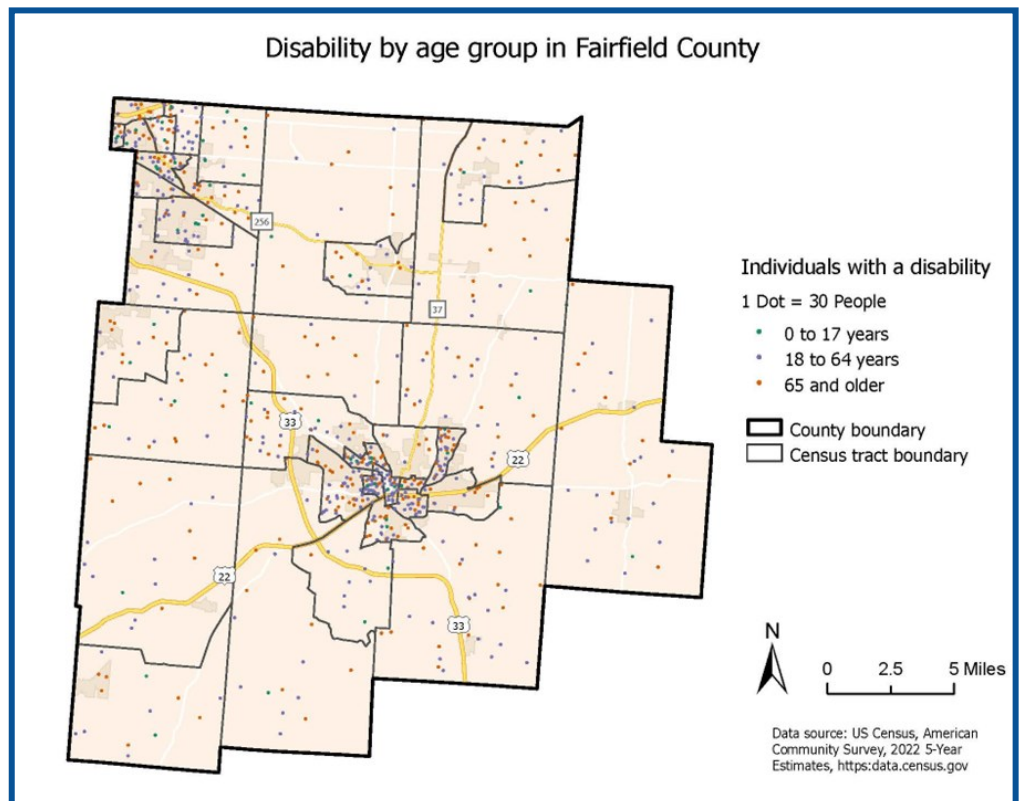 Disability by age group in Fairfield County
256
37
33
22
22
33
Individuals with a disability
1 Dot = 30 People
0 to 17 years
18 to 64 years
65 and older
County boundary
Census tract boundary
N
0 2.5 5 Miles
Data source: US Census, American
Community Survey, 2022 5-Year
Estimates, https:data.census.gov